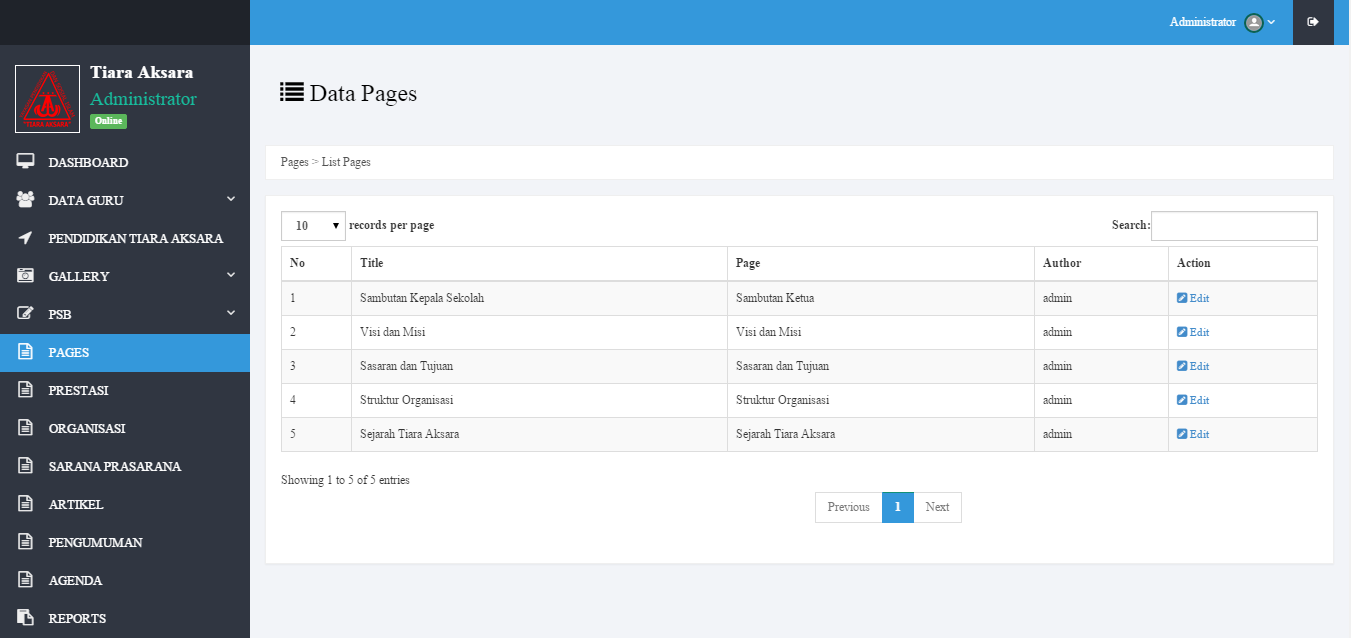 Administrator
Tiara Aksara
Administrator
Online
TIARA AKSARA
DASHBOARD
DATA GURU
PENDIDIKAN TIARA AKSARA
GALLERY
PSB
PAGES
PRESTASI
ORGANISASI
SARANA PRASARANA
ARTIKEL
PENGUMUMAN
AGENDA
REPORTS
Data Pages
Pages > List Pages
10 records per page Search:
No Title Page Author Action
1 Sambutan Kepala Sekolah Sambutan Ketua admin Edit
2 Visi dan Misi Visi dan Misi admin Edit
3 Sasaran dan Tujuan Sasaran dan Tujuan admin Edit
4 Struktur Organisasi Struktur Organisasi admin Edit
5 Sejarah Tiara Aksara Sejarah Tiara Aksara admin Edit
Showing 1 to 5 of 5 entries
Previous 1 Next